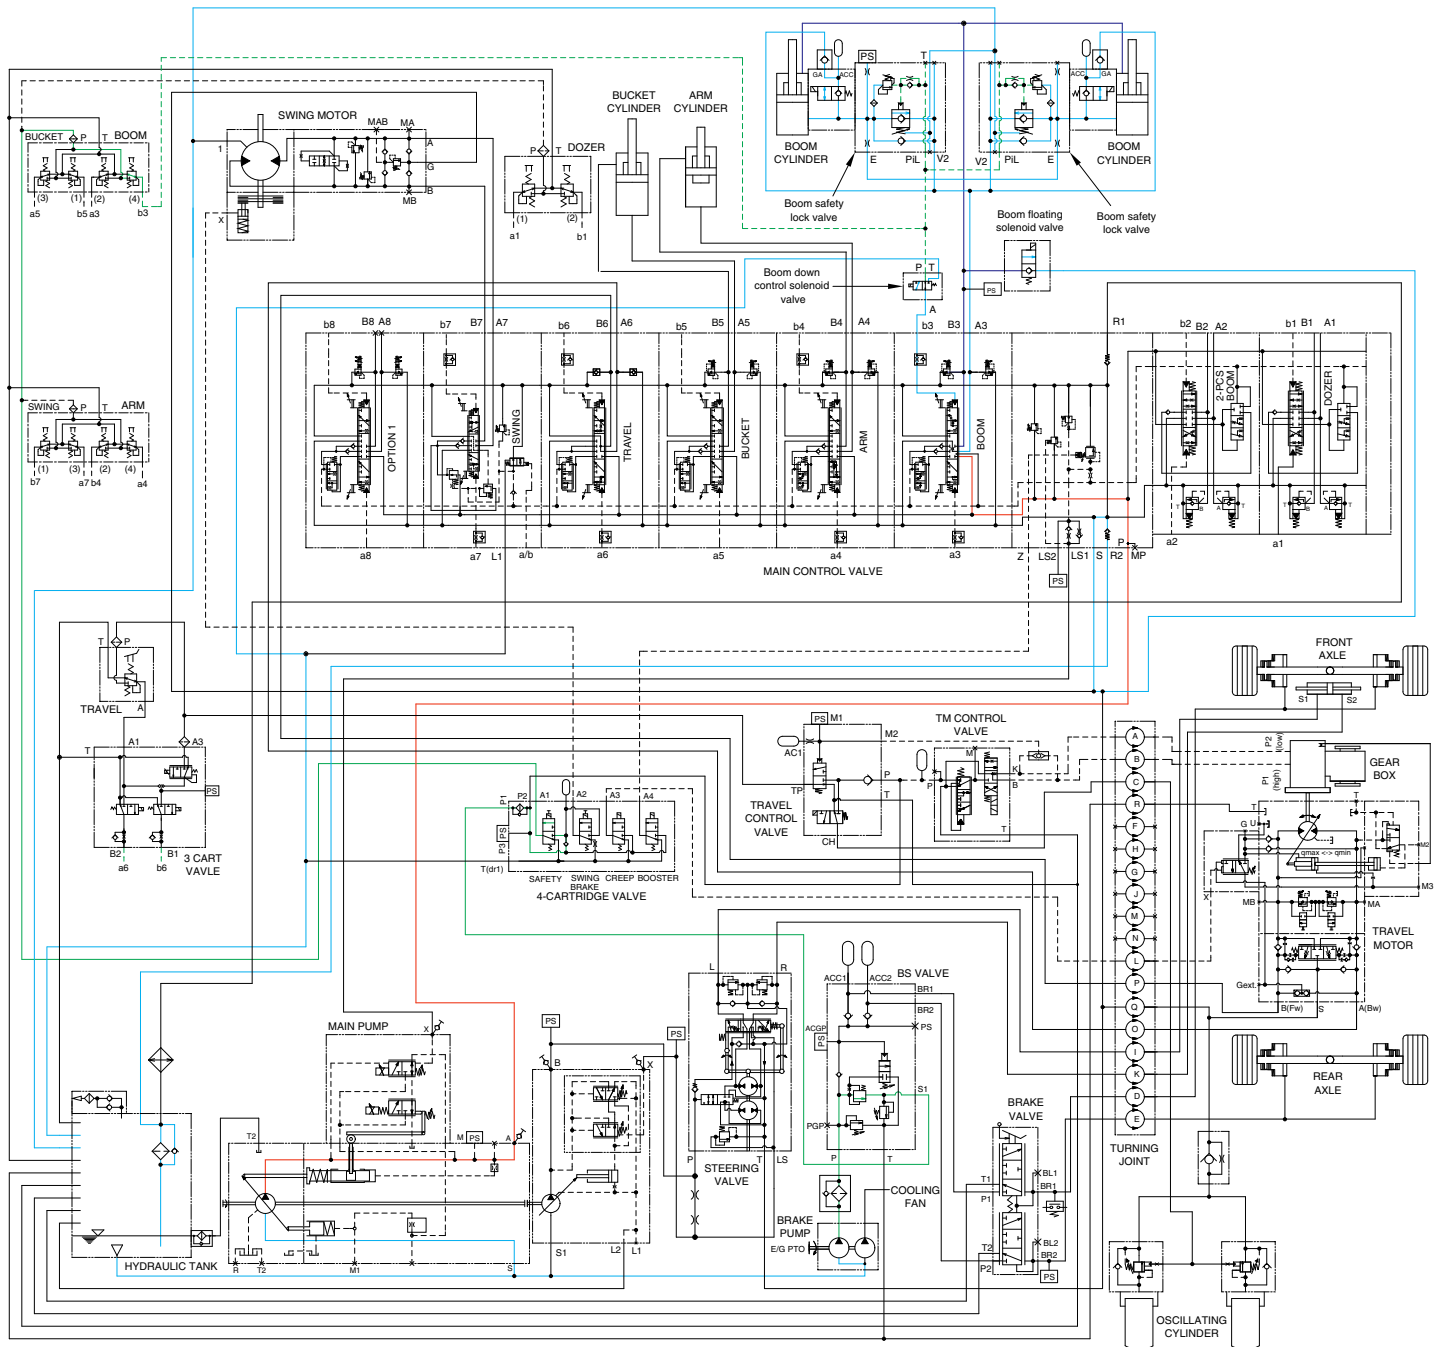 PS
T
GA
ACC
ACC
GA
BUCKET
CYLINDER
ARM
CYLINDER
SWING MOTOR
MAB
MA
BUCKET
P
T
BOOM
1
A
G
B
MB
X
P
T
DOZER
BOOM
CYLINDER
E
PiL
V2
V2
PiL
E
BOOM
CYLINDER
(3)
(1)
(2)
(4)
a5
b5
a3
b3
(1)
(2)
a1
b1
Boom safety
lock valve
Boom floating
solenoid valve
Boom safety
lock valve
Boom down
control solenoid
valve
P
T
A
PS
b8
B8
A8
b7
B7
A7
b6
B6
A6
b5
B5
A5
b4
B4
A4
b3
B3
A3
R1
b2
B2
A2
b1
B1
A1
SWING
P
T
ARM
(1)
(3)
(2)
(4)
b7
a7
b4
a4
OPTION 1
SWING
TRAVEL
BUCKET
ARM
BOOM
2-PCS
BOOM
DOZER
T
B
A
T
T
B
A
T
a8
a7
L1
a/b
a6
a5
a4
a3
Z
LS2
LS1
S
R2
P
MP
a2
a1
PS
MAIN CONTROL VALVE
T
P
TRAVEL
A
T
A1
A3
PS
B2
B1
a6
b6
3 CART
VAVLE
P1
P2
A1
A2
A3
A4
P3
PS
T(dr1)
SAFETY
SWING
BRAKE
CREEP
BOOSTER
4-CARTRIDGE VALVE
PS
M1
AC1
M2
TP
P
T
CH
TRAVEL
CONTROL
VALVE
TM CONTROL
VALVE
M
P
K
B
T
FRONT
AXLE
S1
S2
P2
(low)
P1
(high)
GEAR
BOX
A
B
C
R
F
H
G
J
M
N
L
P
Q
O
I
K
D
E
TURNING
JOINT
T
U
G
T
qmax <-> qmin
M2
M3
X
MB
MA
TRAVEL
MOTOR
Gext.
B(Fw)
S
A(Bw)
REAR
AXLE
MAIN PUMP
X
PS
B
PS
X
L
R
ACC1
ACC2
BS VALVE
BR1
BR2
ACGP
PS
PS
S1
PGP
P
T
P
T
LS
STEERING
VALVE
T2
M
PS
A
R
T2
M1
S
S1
L2
L1
HYDRAULIC TANK
COOLING
FAN
BRAKE
PUMP
E/G PTO
BRAKE
VALVE
BL1
T1
BR1
P1
BL2
T2
BR2
P2
PS
OSCILLATING
CYLINDER